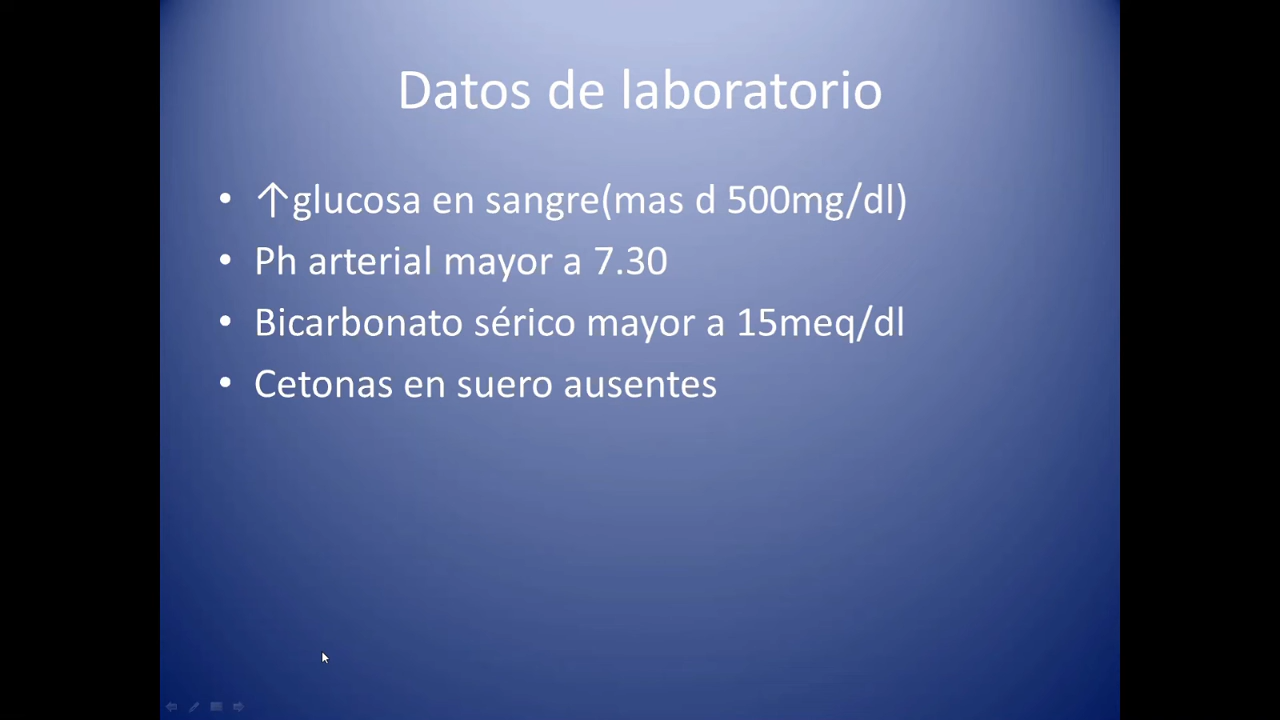 Datos de laboratorio
• ↑glucosa en sangre(mas d 500mg/dl)
• Ph arterial mayor a 7.30
• Bicarbonato sérico mayor a 15meq/dl
• Cetonas en suero ausentes